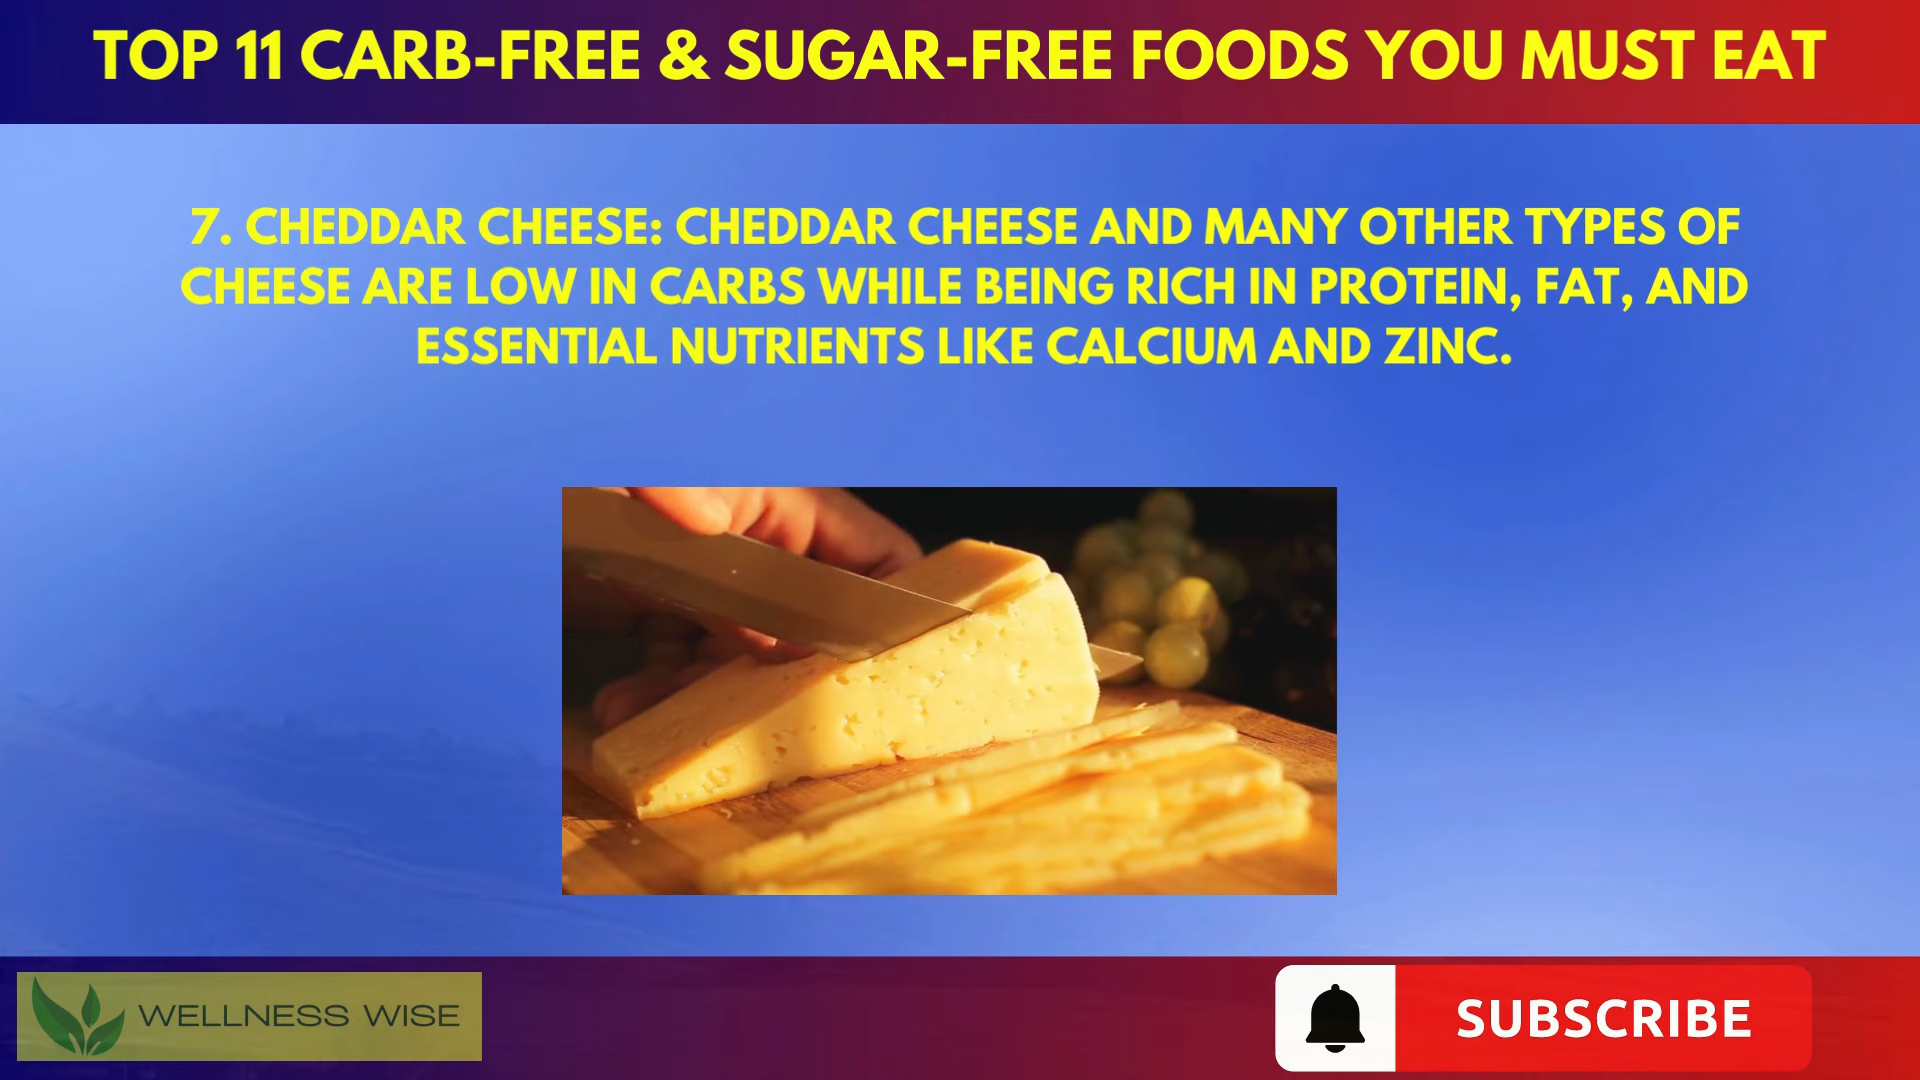 TOP 11 CARB-FREE & SUGAR-FREE FOODS YOU MUST EAT
7. CHEDDAR CHEESE: CHEDDAR CHEESE AND MANY OTHER TYPES OF
CHEESE ARE LOW IN CARBS WHILE BEING RICH IN PROTEIN, FAT, AND
ESSENTIAL NUTRIENTS LIKE CALCIUM AND ZINC.
WELLNESS WISE
SUBSCRIBE